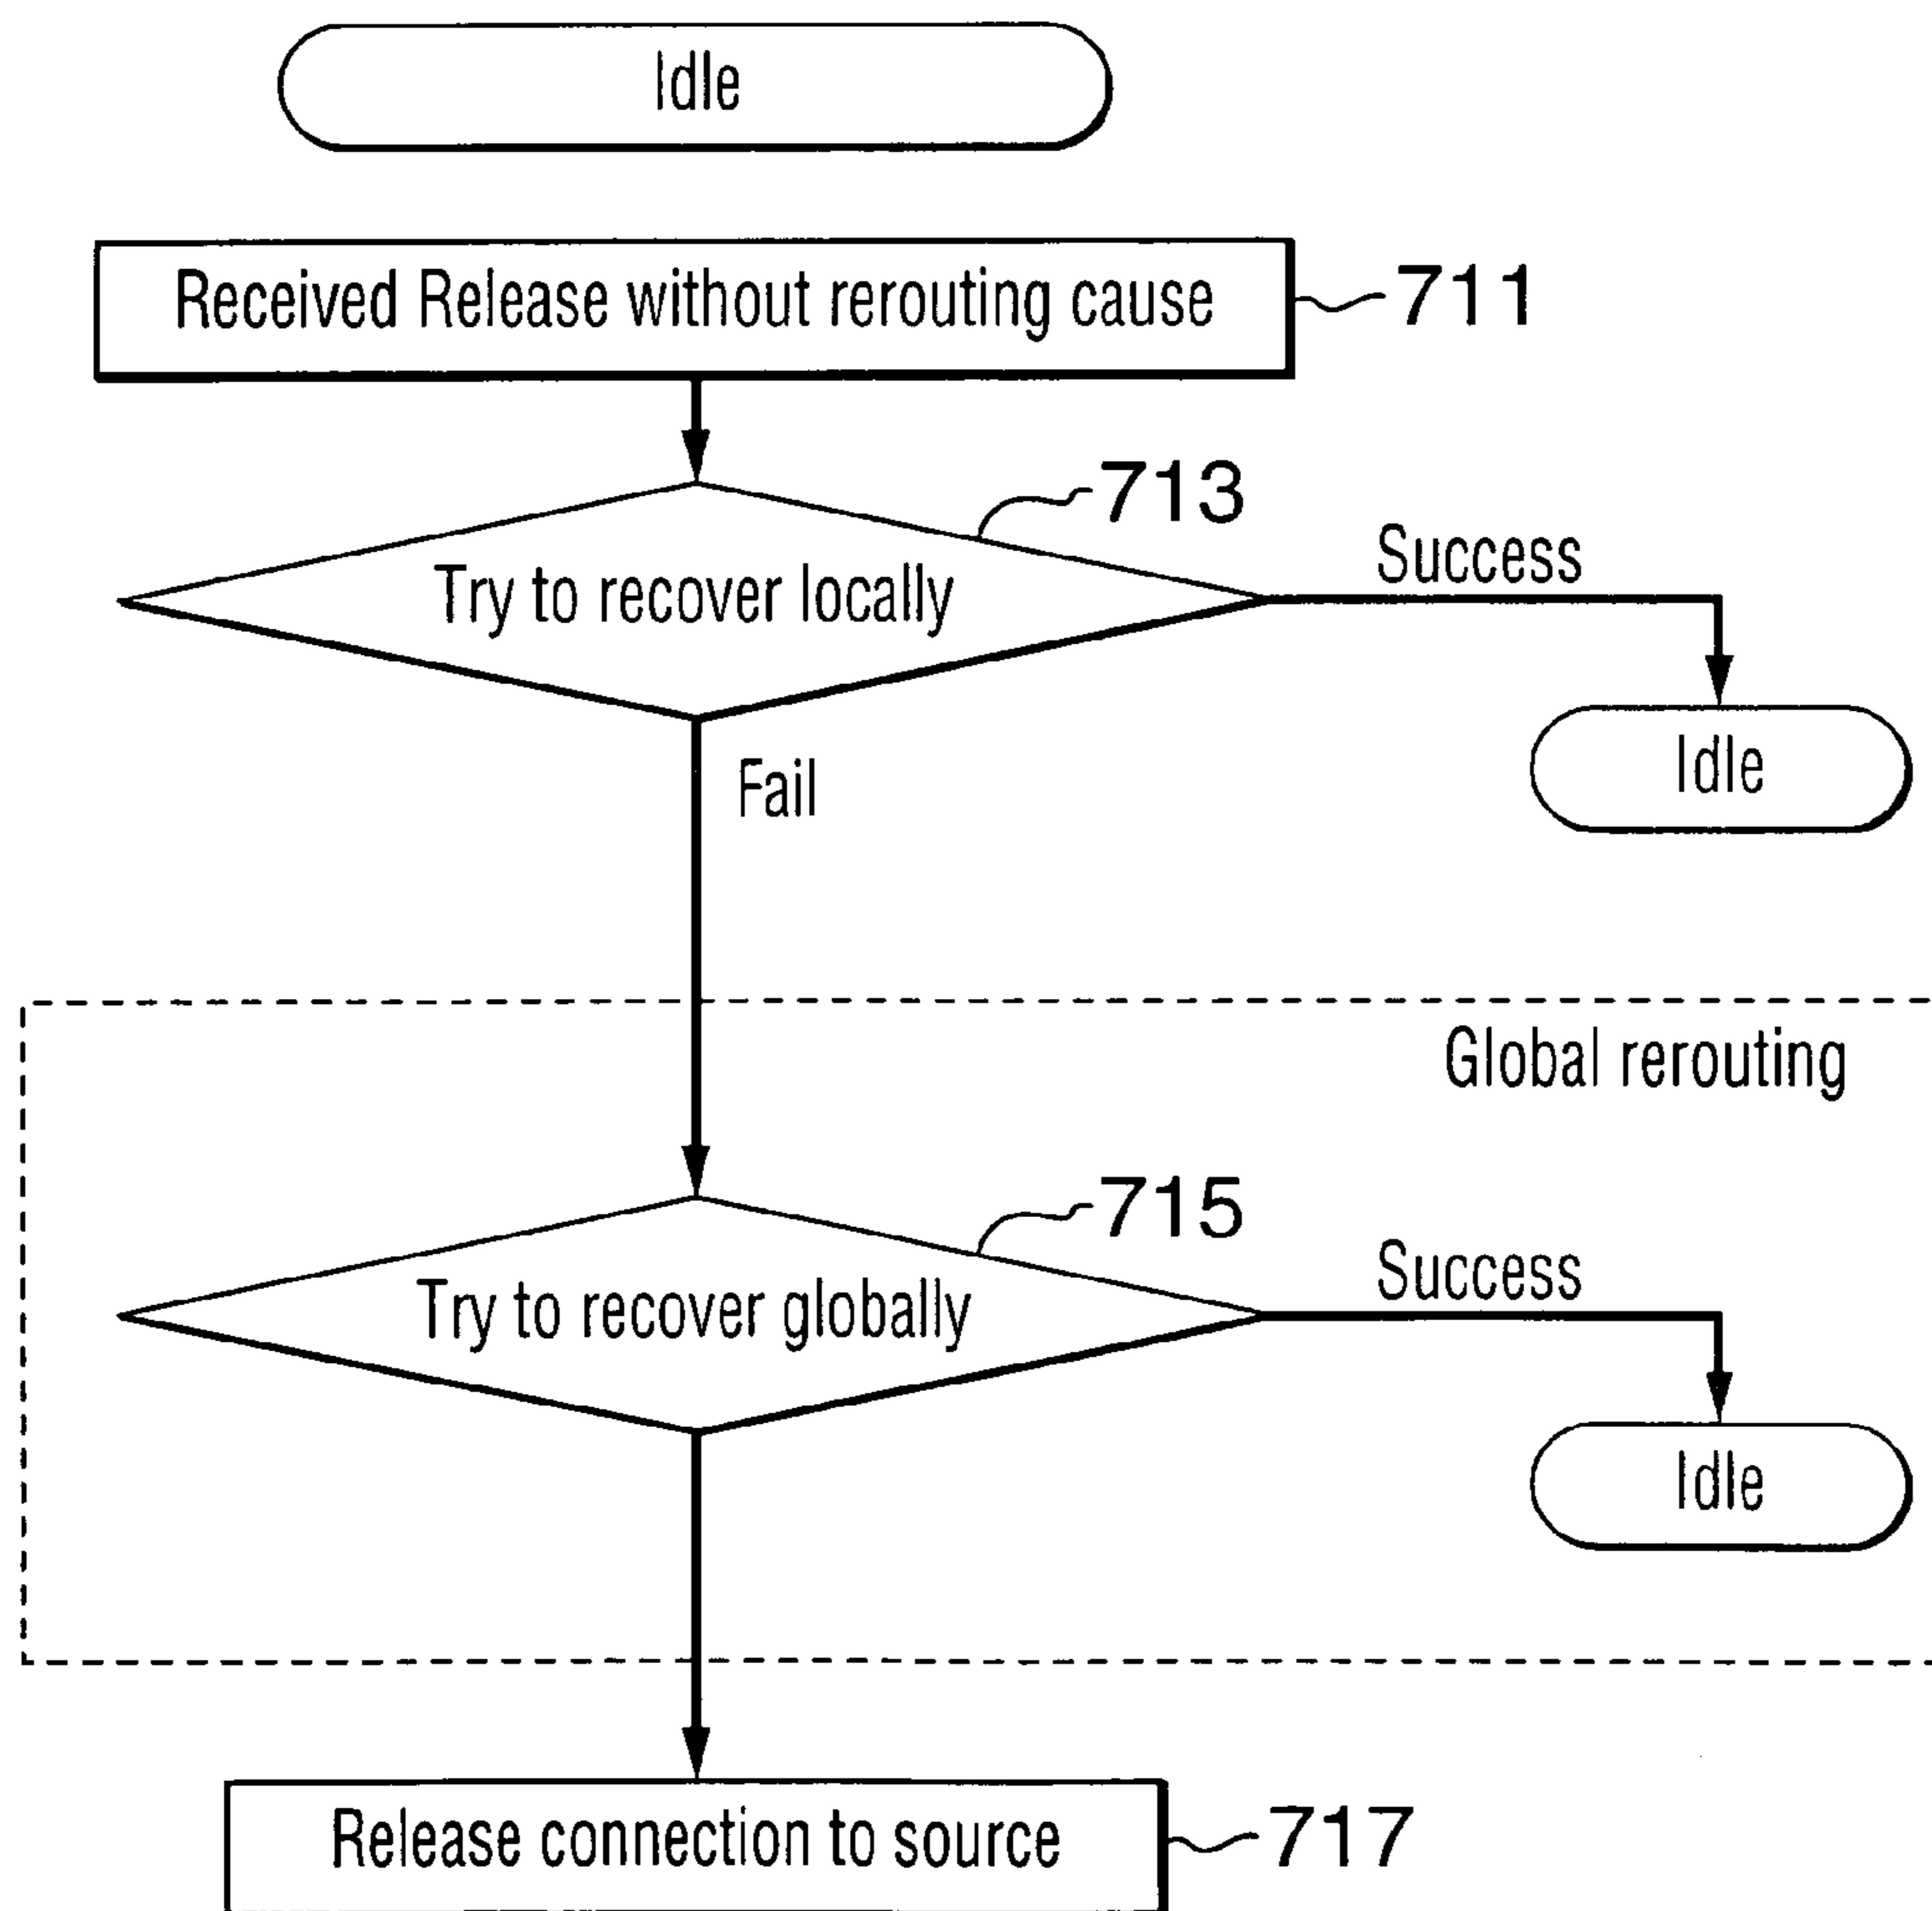 Idle
Received Release without rerouting cause
711
713
Try to recover locally
Success
Idle
Fail
Global rerouting
715
Try to recover globally
Success
Idle
Release connection to source
717